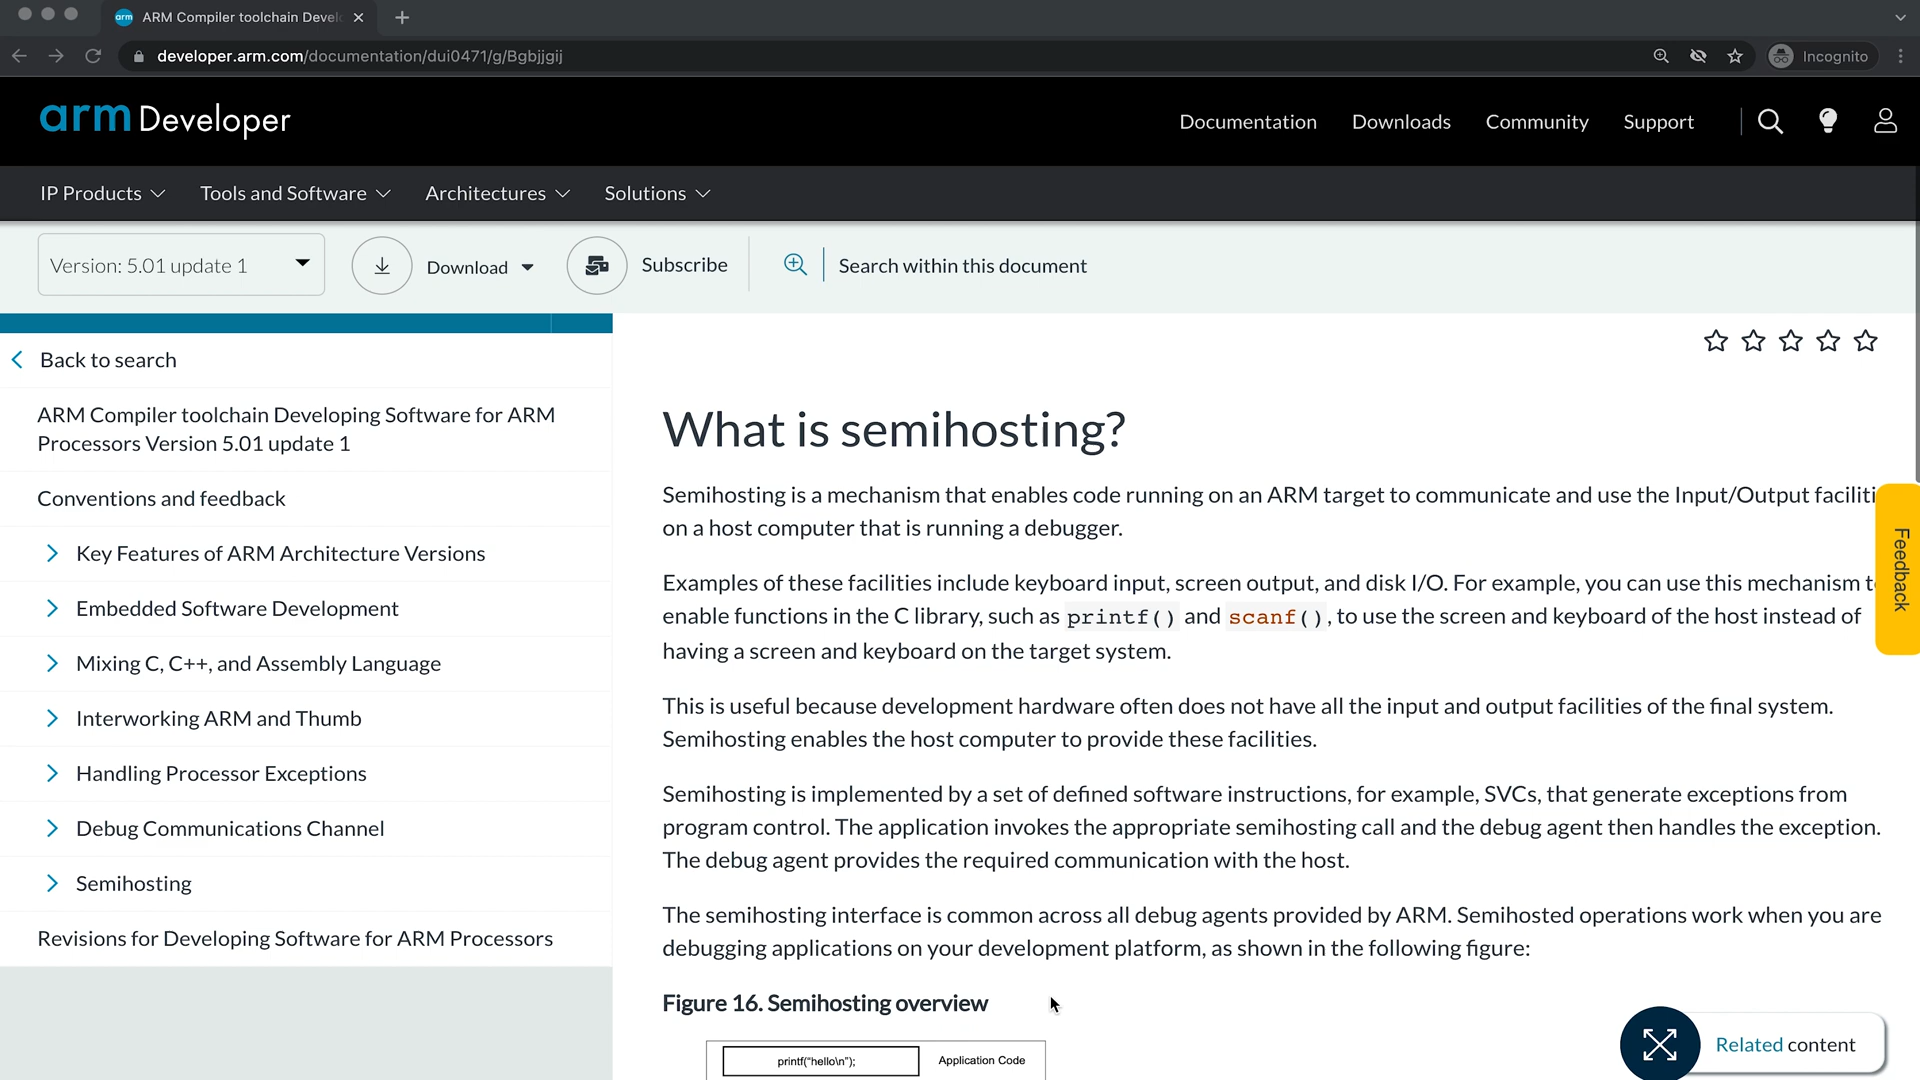 arm ARM Compiler toolchain Devel
developer.arm.com/documentation/dui0471/g/Bgbjjgij
Incognito
arm Developer
Documentation Downloads Community Support
IP Products Tools and Software Architectures Solutions
Version: 5.01 update 1 Download Subscribe Search within this document
Back to search
ARM Compiler toolchain Developing Software for ARM
Processors Version 5.01 update 1
Conventions and feedback
Key Features of ARM Architecture Versions
Embedded Software Development
Mixing C, C++, and Assembly Language
Interworking ARM and Thumb
Handling Processor Exceptions
Debug Communications Channel
Semihosting
Revisions for Developing Software for ARM Processors
What is semihosting?
Semihosting is a mechanism that enables code running on an ARM target to communicate and use the Input/Output faciliti
on a host computer that is running a debugger.
Examples of these facilities include keyboard input, screen output, and disk I/O. For example, you can use this mechanism t
enable functions in the C library, such as printf() and scanf(), to use the screen and keyboard of the host instead of
having a screen and keyboard on the target system.
This is useful because development hardware often does not have all the input and output facilities of the final system.
Semihosting enables the host computer to provide these facilities.
Semihosting is implemented by a set of defined software instructions, for example, SVCs, that generate exceptions from
program control. The application invokes the appropriate semihosting call and the debug agent then handles the exception.
The debug agent provides the required communication with the host.
The semihosting interface is common across all debug agents provided by ARM. Semihosted operations work when you are
debugging applications on your development platform, as shown in the following figure:
Figure 16. Semihosting overview
printf("hello\n"); Application Code
Feedback
Related content